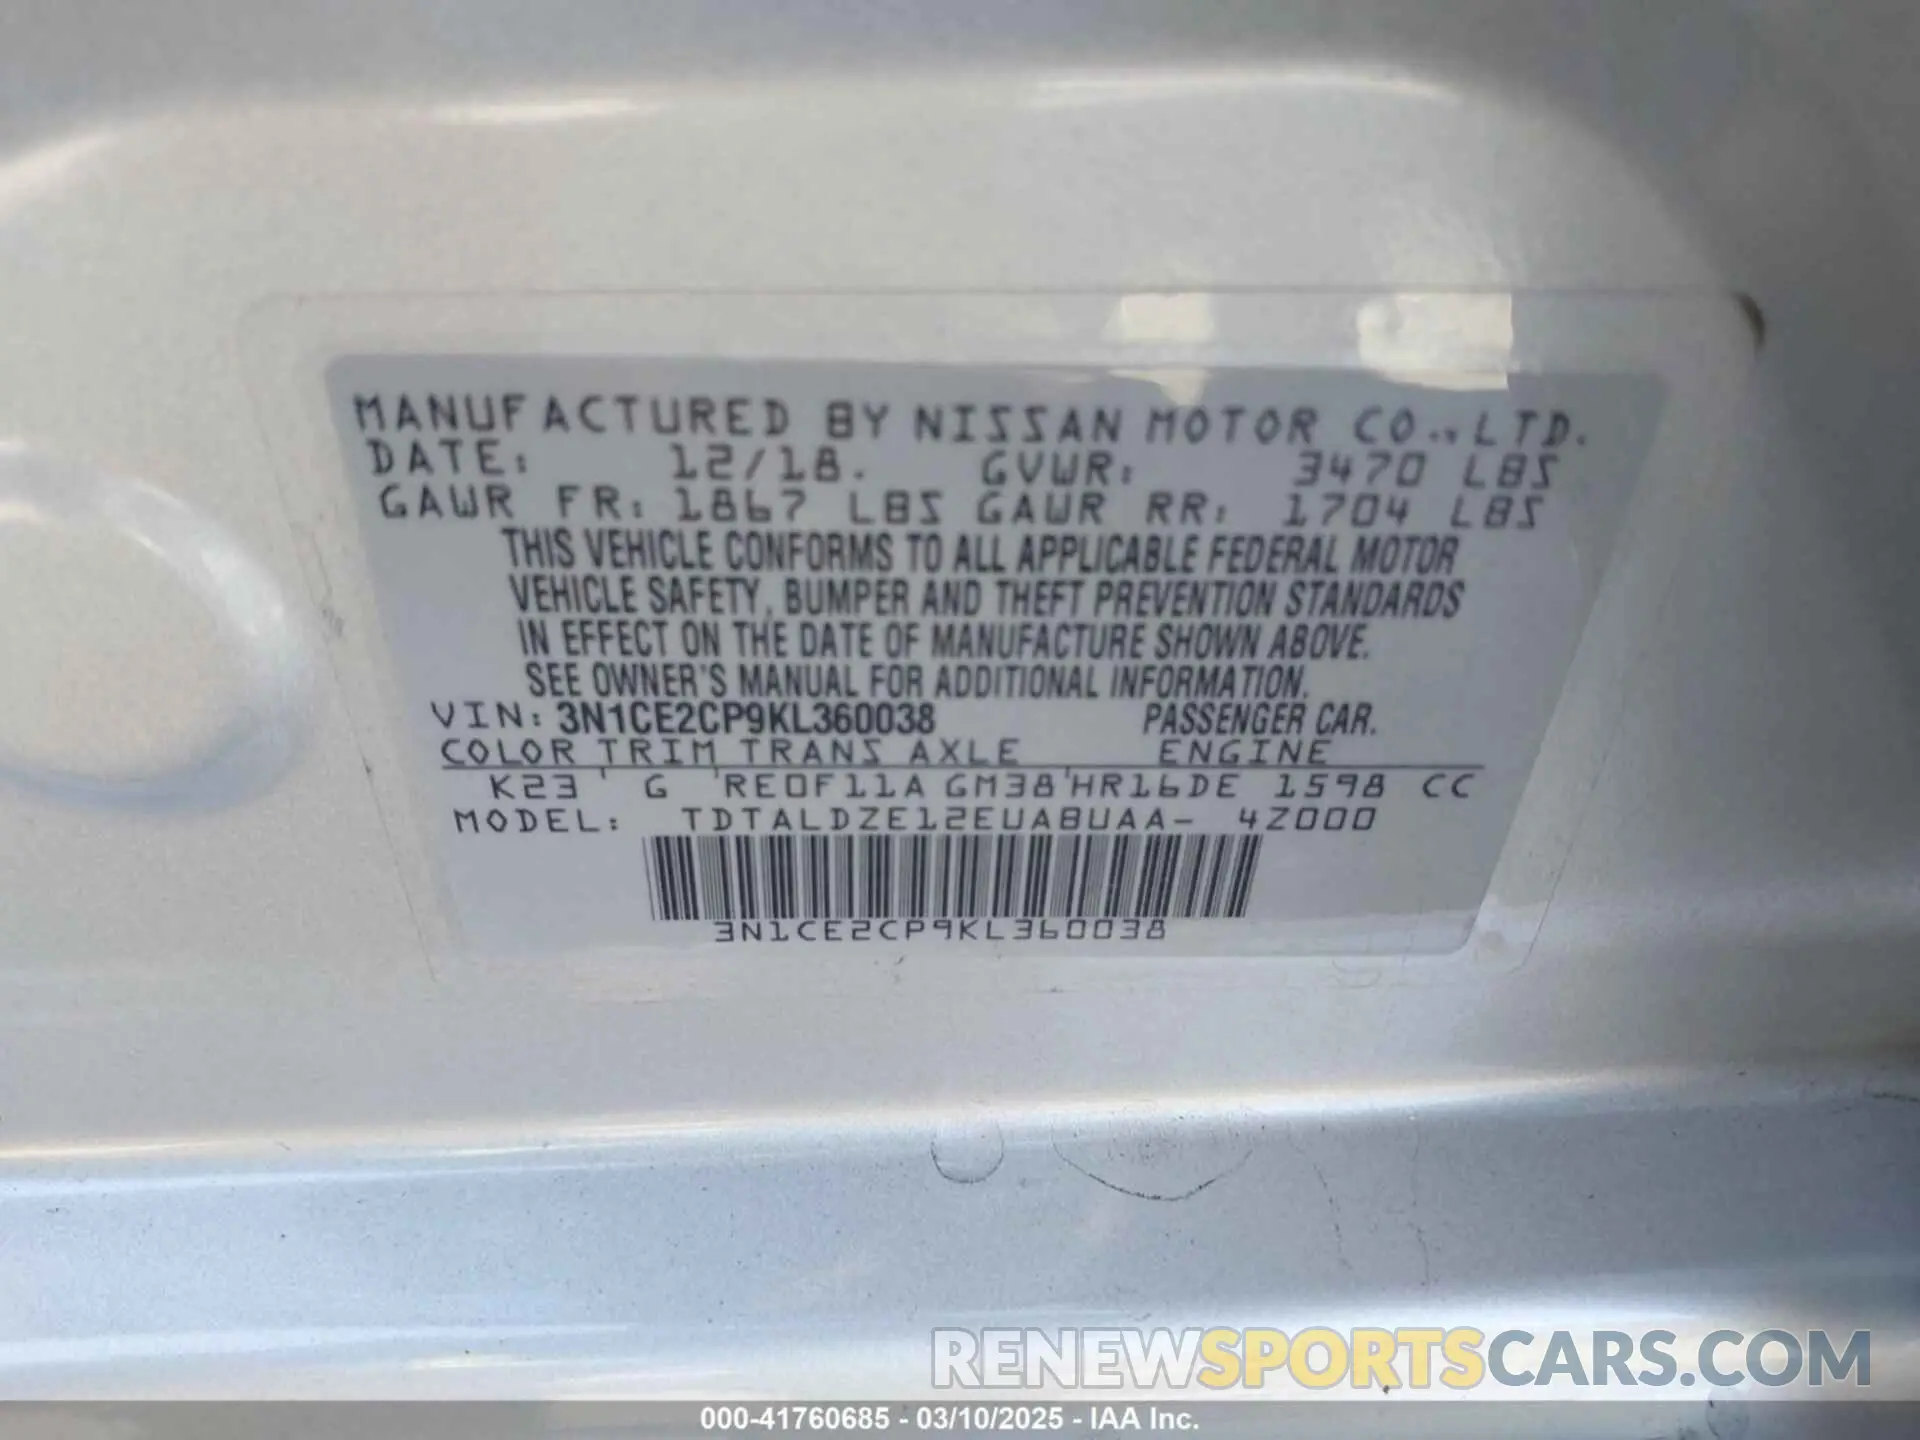 MANUFACTURED BY NISSAN MOTOR CO., LTD.
DATE: 12/18. GVWR: 3470 LBS
GAWR FR: 1867 LBS GAWR RR: 1704 LBS
THIS VEHICLE CONFORMS TO ALL APPLICABLE FEDERAL MOTOR
VEHICLE SAFETY, BUMPER AND THEFT PREVENTION STANDARDS
IN EFFECT ON THE DATE OF MANUFACTURE SHOWN ABOVE.
SEE OWNER'S MANUAL FOR ADDITIONAL INFORMATION.
VIN: 3N1CE2CP9KL360038 PASSENGER CAR.
COLOR TRIM TRANS AXLE ENGINE
K23 ' G ' RE0F11A GM38 ' HR16DE 1598 CC
MODEL: TDTALDZE12EUABUAA- 4Z000
3N1CE2CP9KL360038
RENEWSPORTSCARS.COM
000-41760685 - 03/10/2025 - IAA Inc.